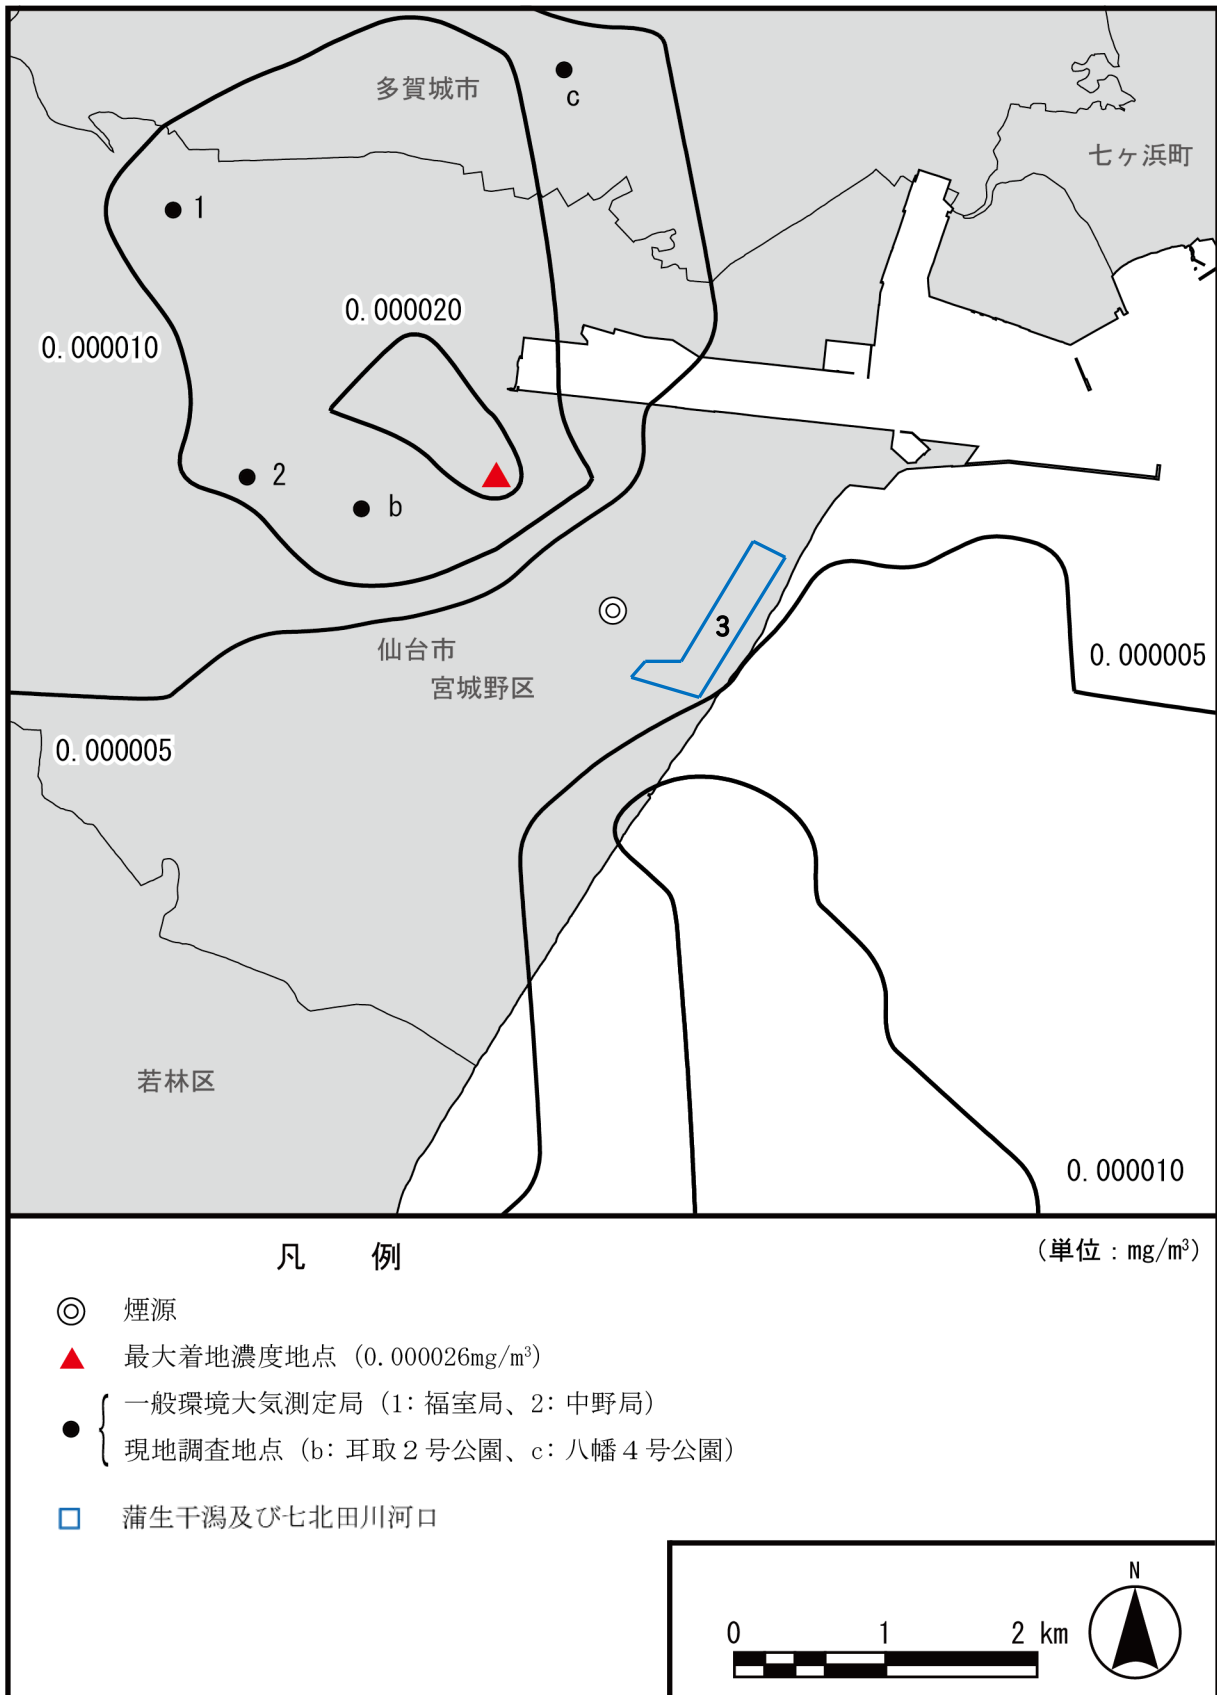 多賀城市
c
七ヶ浜町
1
0.000020
0.000010
2
b
3
仙台市
宮城野区
0.000005
0.000005
若林区
0.000010
凡 例
(単位:mg/m³)
煙源
最大着地濃度地点(0.000026mg/m³)
一般環境大気測定局(1:福室局、2:中野局)
現地調査地点(b:耳取2号公園、c:八幡4号公園)
蒲生干潟及び七北田川河口
N
0 1 2 km